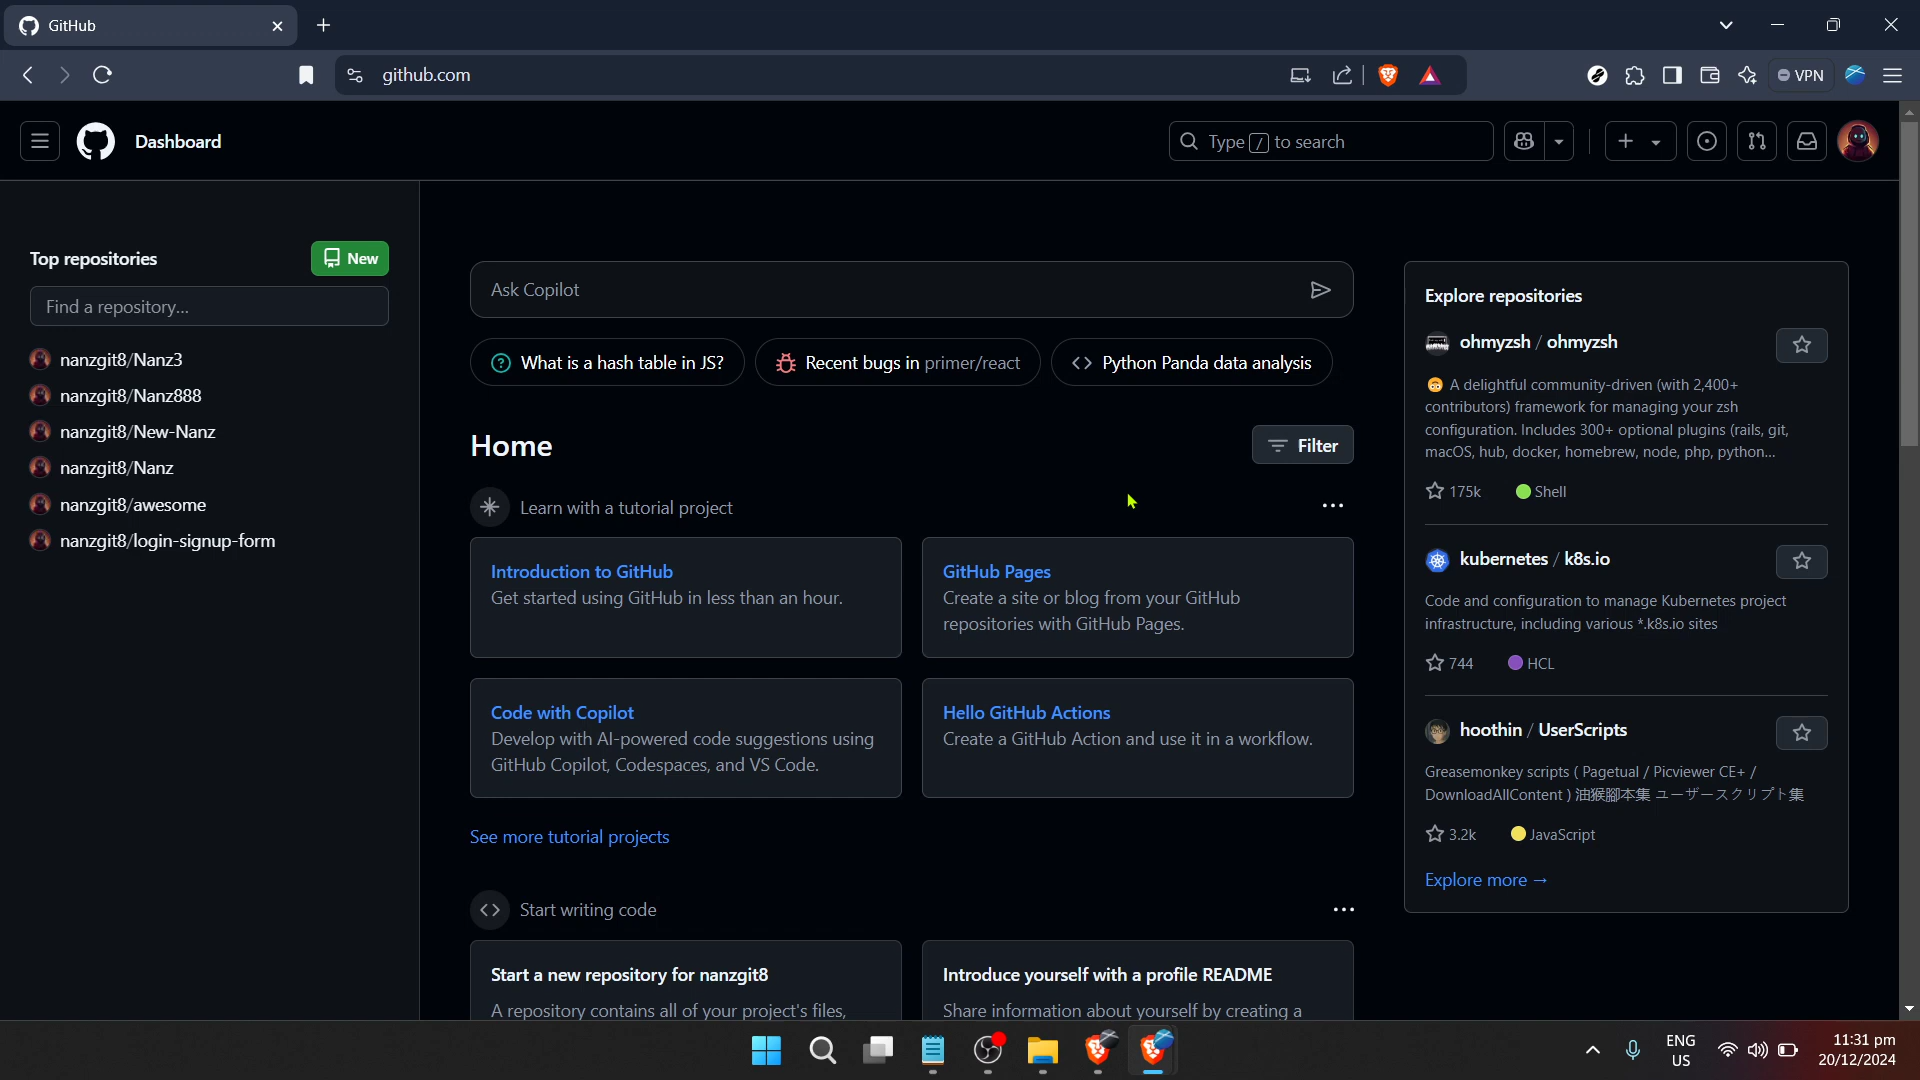 GitHub
github.com
VPN
Dashboard
Type / to search
Top repositories
New
Find a repository...
nanzgit8/Nanz3
nanzgit8/Nanz888
nanzgit8/New-Nanz
nanzgit8/Nanz
nanzgit8/awesome
nanzgit8/login-signup-form
Ask Copilot
What is a hash table in JS?
Recent bugs in primer/react
Python Panda data analysis
Home
Filter
Learn with a tutorial project
Introduction to GitHub
Get started using GitHub in less than an hour.
GitHub Pages
Create a site or blog from your GitHub
repositories with GitHub Pages.
Code with Copilot
Develop with AI-powered code suggestions using
GitHub Copilot, Codespaces, and VS Code.
Hello GitHub Actions
Create a GitHub Action and use it in a workflow.
See more tutorial projects
Start writing code
Start a new repository for nanzgit8
A repository contains all of your project's files,
Introduce yourself with a profile README
Share information about yourself by creating a
Explore repositories
ohmyzsh / ohmyzsh
🙃 A delightful community-driven (with 2,400+
contributors) framework for managing your zsh
configuration. Includes 300+ optional plugins (rails, git,
macOS, hub, docker, homebrew, node, php, python...
175k
Shell
kubernetes / k8s.io
Code and configuration to manage Kubernetes project
infrastructure, including various *.k8s.io sites
744
HCL
hoothin / UserScripts
Greasemonkey scripts ( Pagetual / Picviewer CE+ /
DownloadAllContent ) 油猴腳本集 ユーザースクリプト集
3.2k
JavaScript
Explore more →
ENG
US
11:31 pm
20/12/2024